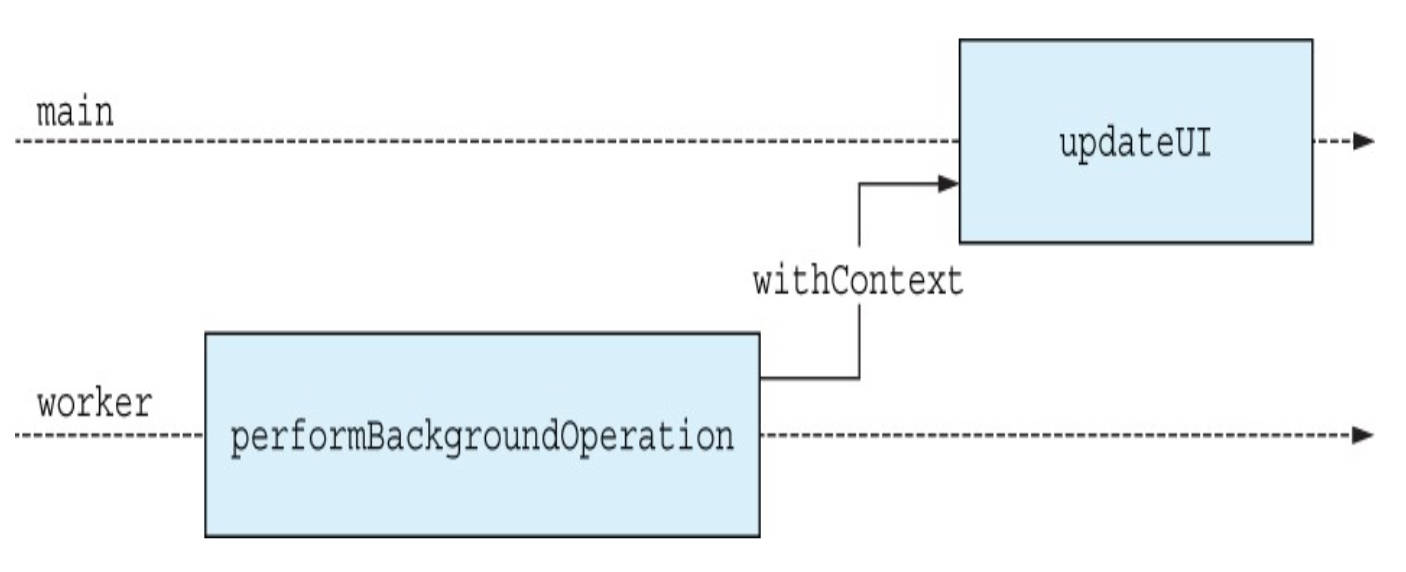 main
updateUI
withContext
worker
performBackgroundOperation